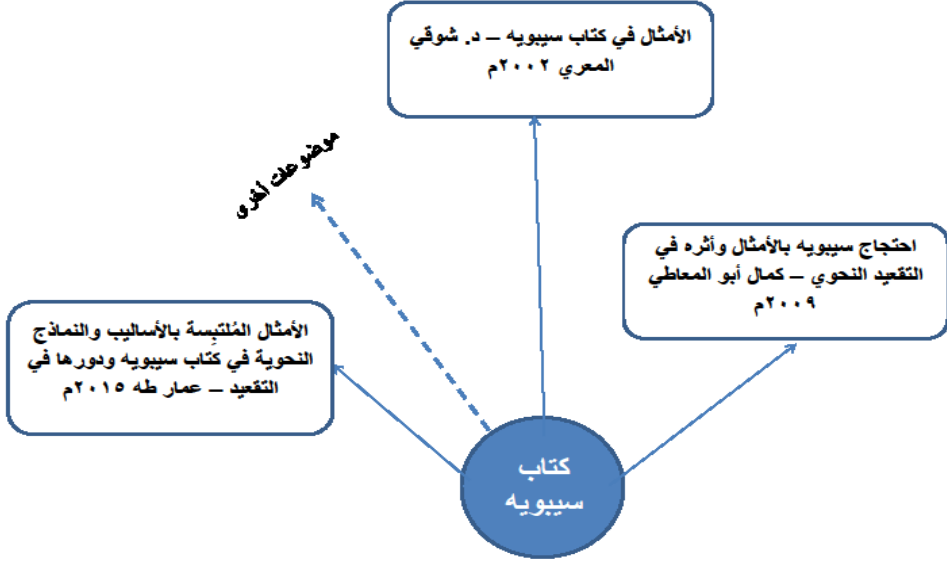 الأمثال في كتاب سيبويه – د. شوقي
المعري ٢٠٠٢م
موضوعات أخرى
احتجاج سيبويه بالأمثال وأثره في
التقعيد النحوي – كمال أبو المعاطي
٢٠٠٩م
الأمثال المُلتبِسة بالأساليب والنماذج
النحوية في كتاب سيبويه ودورها في
التقعيد – عمار طه ٢٠١٥م
كتاب
سيبويه